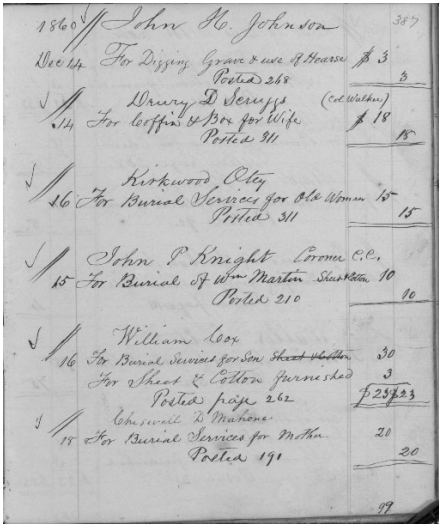 387
1860 // John H. Johnson
Dec 14 For Digging Grave & use of Hearse $ 3
Posted 268 3
Drury D Scruggs (Col Walker)
14 For Coffin & Box for Wife $ 18
Posted 311 18
Kirkwood Otey
16 For Burial Services for Old Woman 15
Posted 311 15
John P Knight Coroner C.C.
15 For Burial of Wm Martin Sheet & Cotton 10
Posted 210 10
William Cox
16 For Burial Services for Son Sheet & Cotton 30
For Sheet & Cotton furnished 3
Posted page 262 $23 $23
D Mahone
18 For Burial Services for Mother 20
Posted 191 20
99